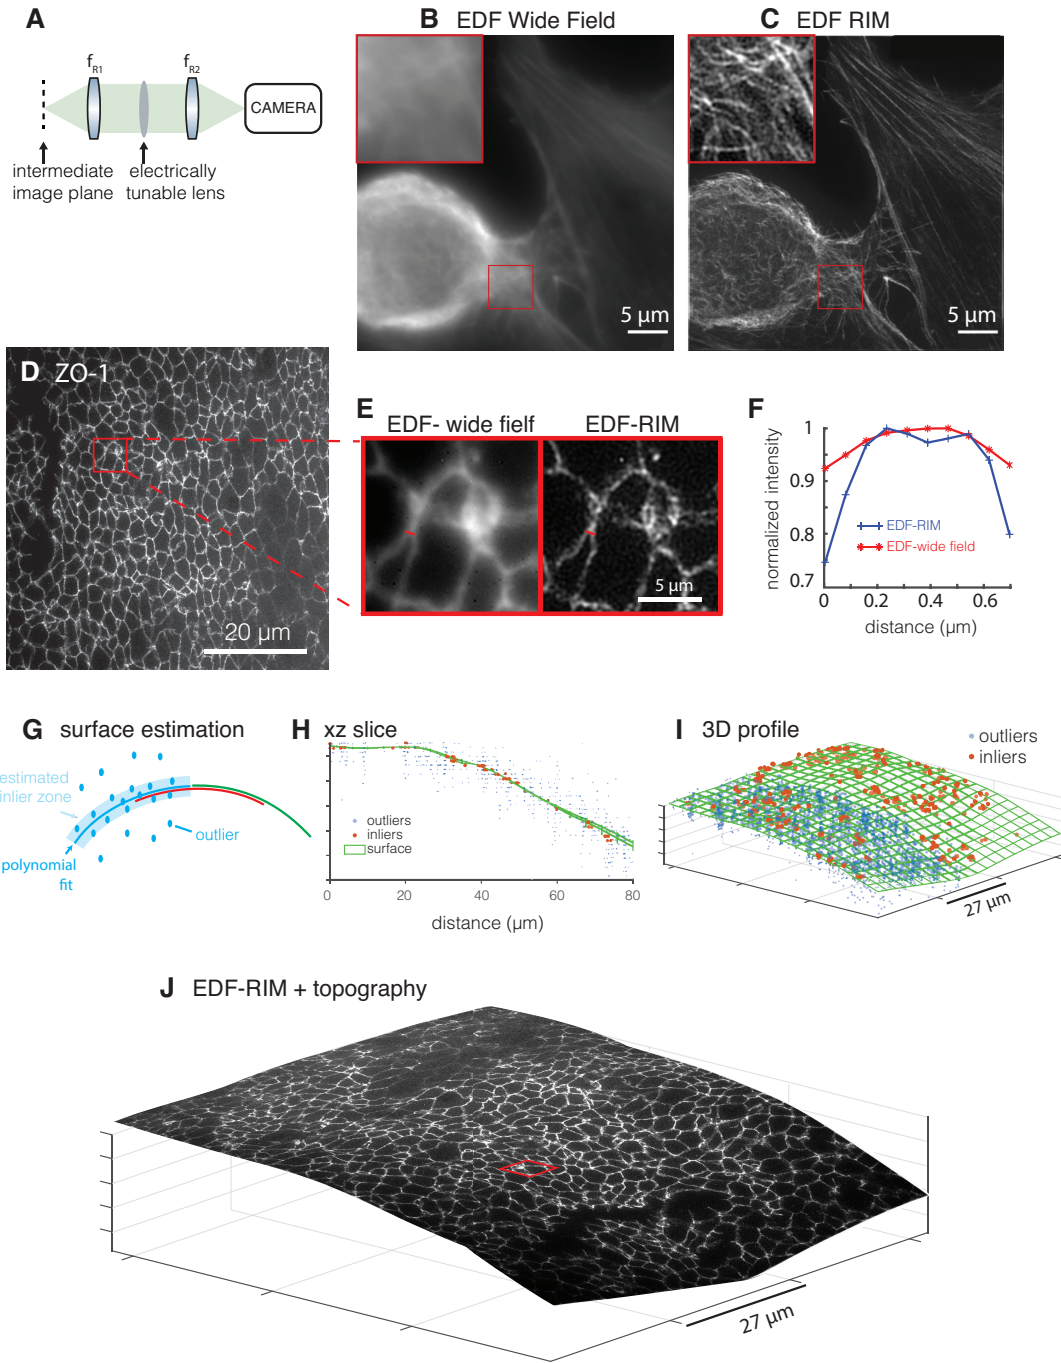 A
f R1
f R2
CAMERA
intermediate
image plane
electrically
tunable lens
B EDF Wide Field
5 µm
C EDF RIM
5 µm
D ZO-1
20 µm
E
EDF- wide fielf
EDF-RIM
5 µm
F
normalized intensity
1
0.9
0.8
0.7
EDF-RIM
EDF-wide field
0 0.2 0.4 0.6
distance (µm)
G surface estimation
estimated
inlier zone
outlier
polynomial
fit
H xz slice
outliers
inliers
surface
0 20 40 60 80
distance (µm)
I 3D profile
outliers
inliers
27 µm
J EDF-RIM + topography
27 µm